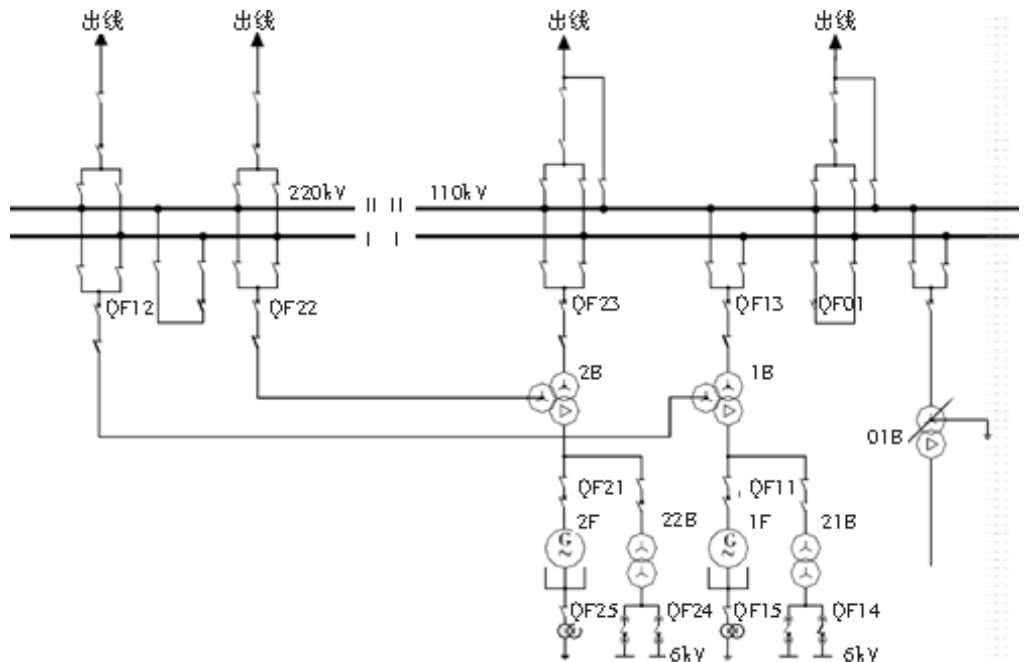 出线 出线 出线 出线
220kV II II 110kV
I I
QF12 QF22 QF23 QF13 QF01
2B 1B
01B
QF21 QF11
2F 22B 1F 21B
G G
~ ~
QF25 QF24 QF15 QF14
6kV 6kV